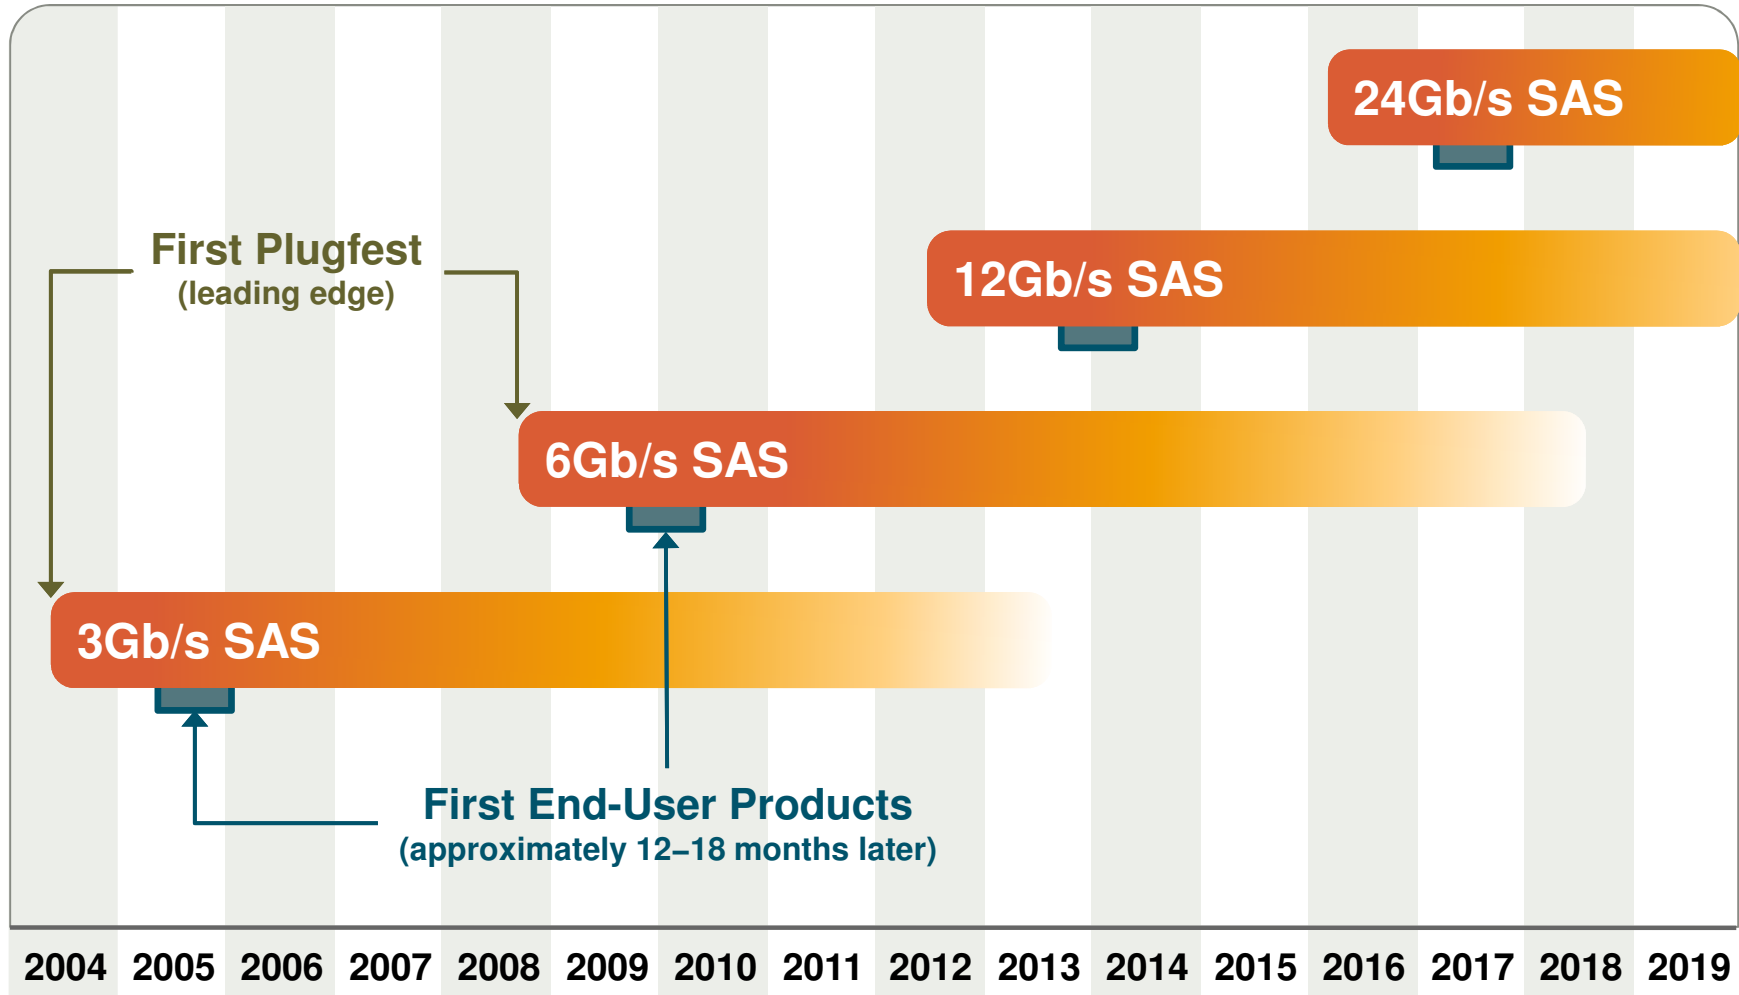 24Gb/s SAS
12Gb/s SAS
First Plugfest
(leading edge)
6Gb/s SAS
3Gb/s SAS
First End-User Products
(approximately 12–18 months later)
2004 2005 2006 2007 2008 2009 2010 2011 2012 2013 2014 2015 2016 2017 2018 2019